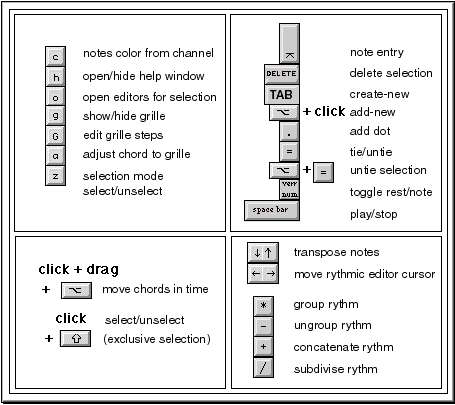 c notes color from channel
h open/hide help window
o open editors for selection
g show/hide grille
G edit grille steps
a adjust chord to grille
z selection mode
select/unselect
note entry
DELETE delete selection
TAB create-new
+ click add-new
. add dot
= tie/untie
+ = untie selection
verr num toggle rest/note
space bar play/stop
click + drag
+ move chords in time
click select/unselect
+ (exclusive selection)
↓↑ transpose notes
←→ move rythmic editor cursor
* group rythm
- ungroup rythm
+ concatenate rythm
/ subdivise rythm